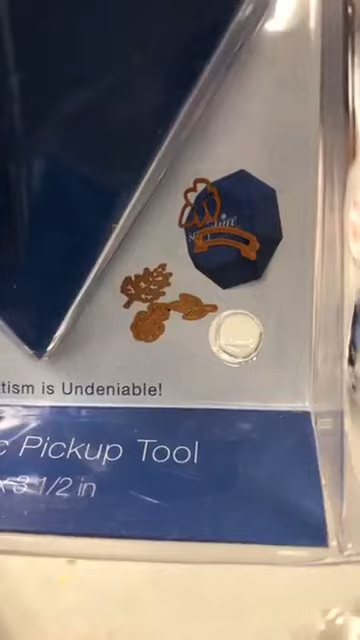 tism is Undeniable!
c Pickup Tool
x 3 1/2 in